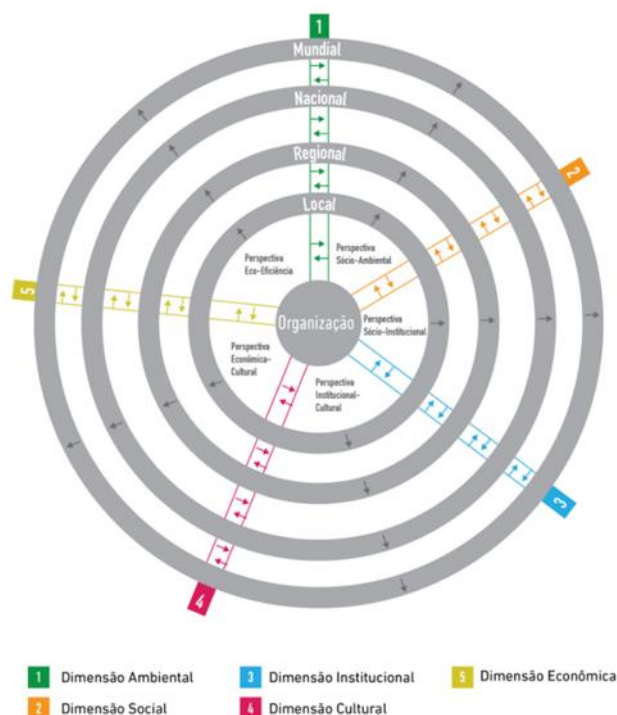 1
Mundial
Nacional
Regional
Local
2
Perspectiva
Eco-Eficiência
Perspectiva
Sócio-Ambiental
5
Organização
Perspectiva
Sócio-Institucional
Perspectiva
Econômica-
Cultural
Perspectiva
Institucional-
Cultural
3
4
1 Dimensão Ambiental
3 Dimensão Institucional
5 Dimensão Econômica
2 Dimensão Social
4 Dimensão Cultural